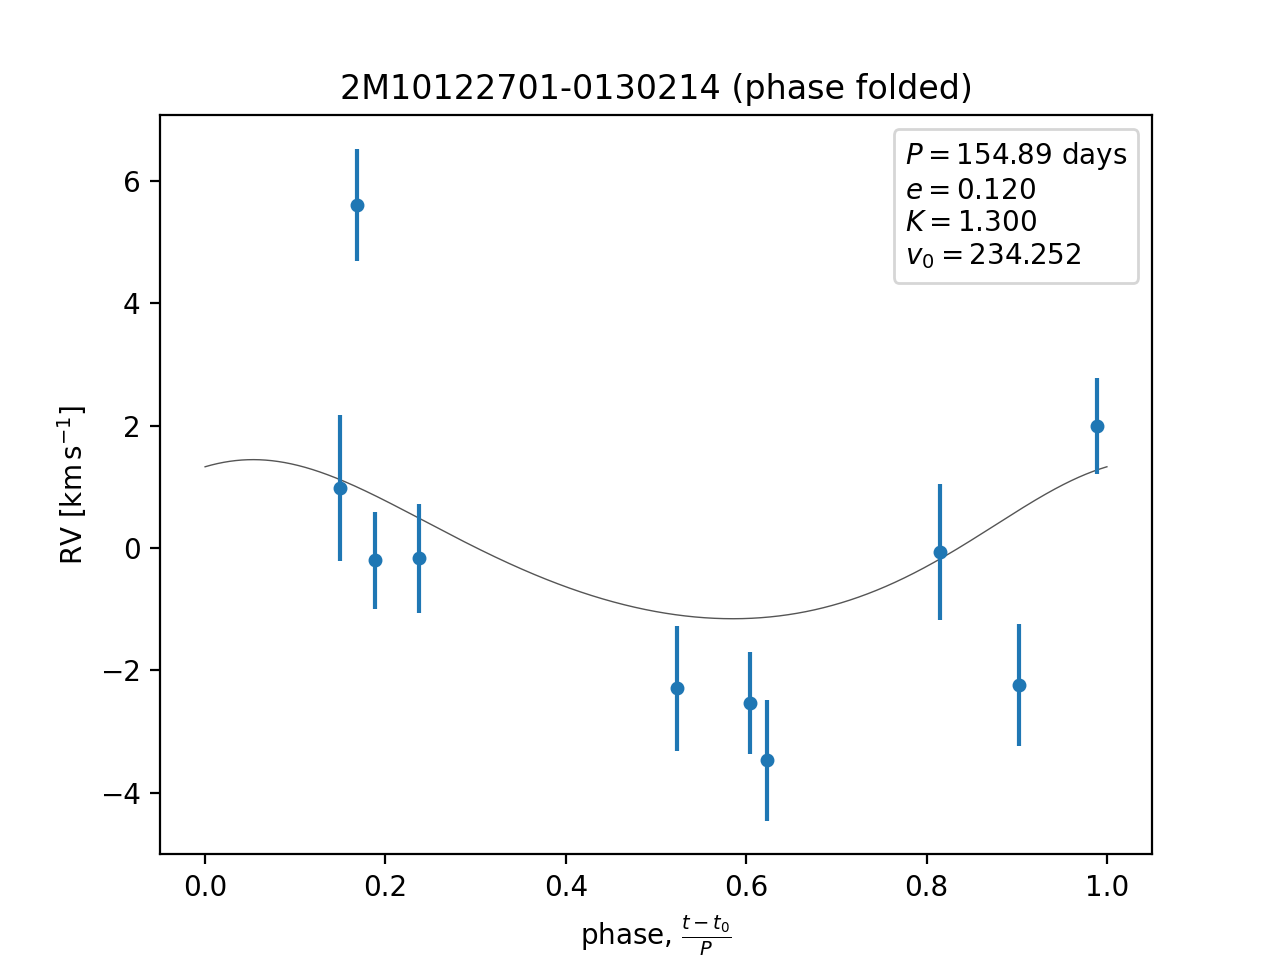 2M10122701-0130214 (phase folded)
P = 154.89 days
e = 0.120
K = 1.300
v₀ = 234.252
RV [km s⁻¹]
6
4
2
0
−2
−4
0.0 0.2 0.4 0.6 0.8 1.0
phase, (t − t₀)/P